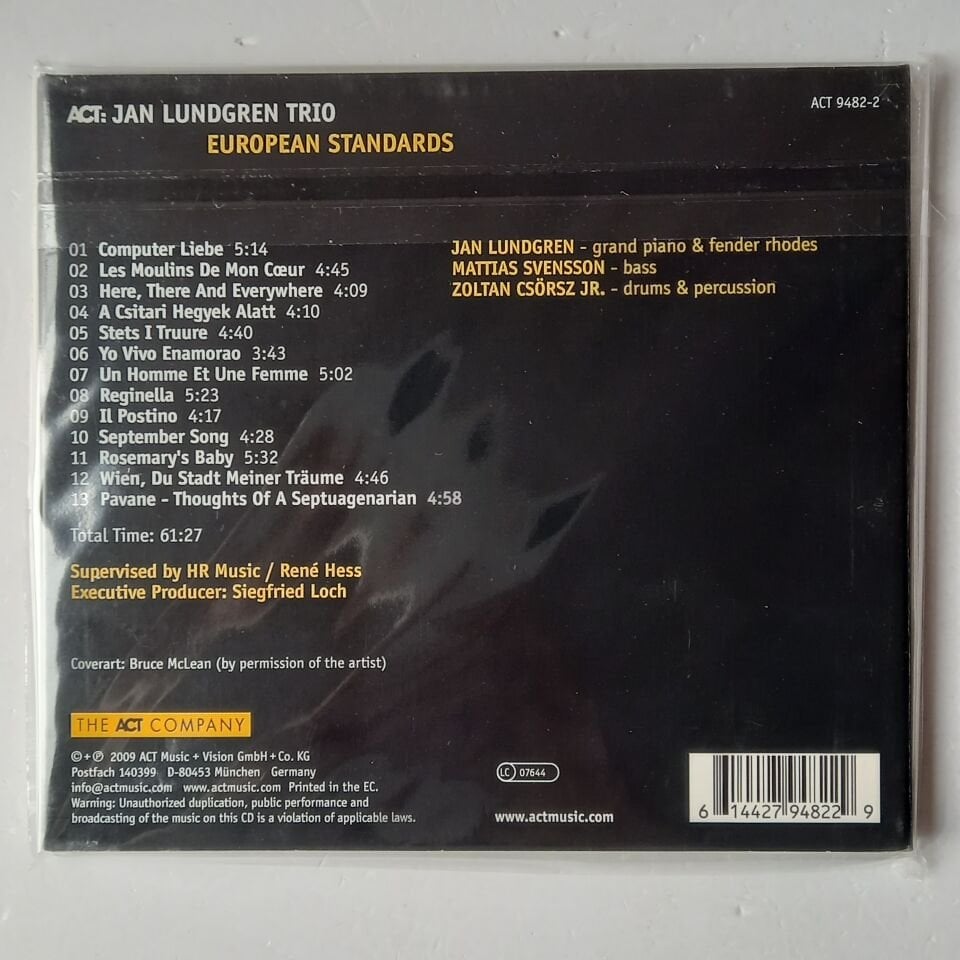 ACT: JAN LUNDGREN TRIO
EUROPEAN STANDARDS
ACT 9482-2
01 Computer Liebe 5:14
02 Les Moulins De Mon Cœur 4:45
03 Here, There And Everywhere 4:09
04 A Csitari Hegyek Alatt 4:10
05 Stets I Truure 4:40
06 Yo Vivo Enamorao 3:43
07 Un Homme Et Une Femme 5:02
08 Reginella 5:23
09 Il Postino 4:17
10 September Song 4:28
11 Rosemary's Baby 5:32
12 Wien, Du Stadt Meiner Träume 4:46
13 Pavane - Thoughts Of A Septuagenarian 4:58
Total Time: 61:27
JAN LUNDGREN - grand piano & fender rhodes
MATTIAS SVENSSON - bass
ZOLTAN CSÖRSZ JR. - drums & percussion
Supervised by HR Music / René Hess
Executive Producer: Siegfried Loch
Coverart: Bruce McLean (by permission of the artist)
THE ACT COMPANY
©+℗ 2009 ACT Music + Vision GmbH + Co. KG
Postfach 140399 D-80453 München Germany
info@actmusic.com www.actmusic.com Printed in the EC.
Warning: Unauthorized duplication, public performance and
broadcasting of the music on this CD is a violation of applicable laws.
LC 07644
www.actmusic.com
6 14427 94822 9